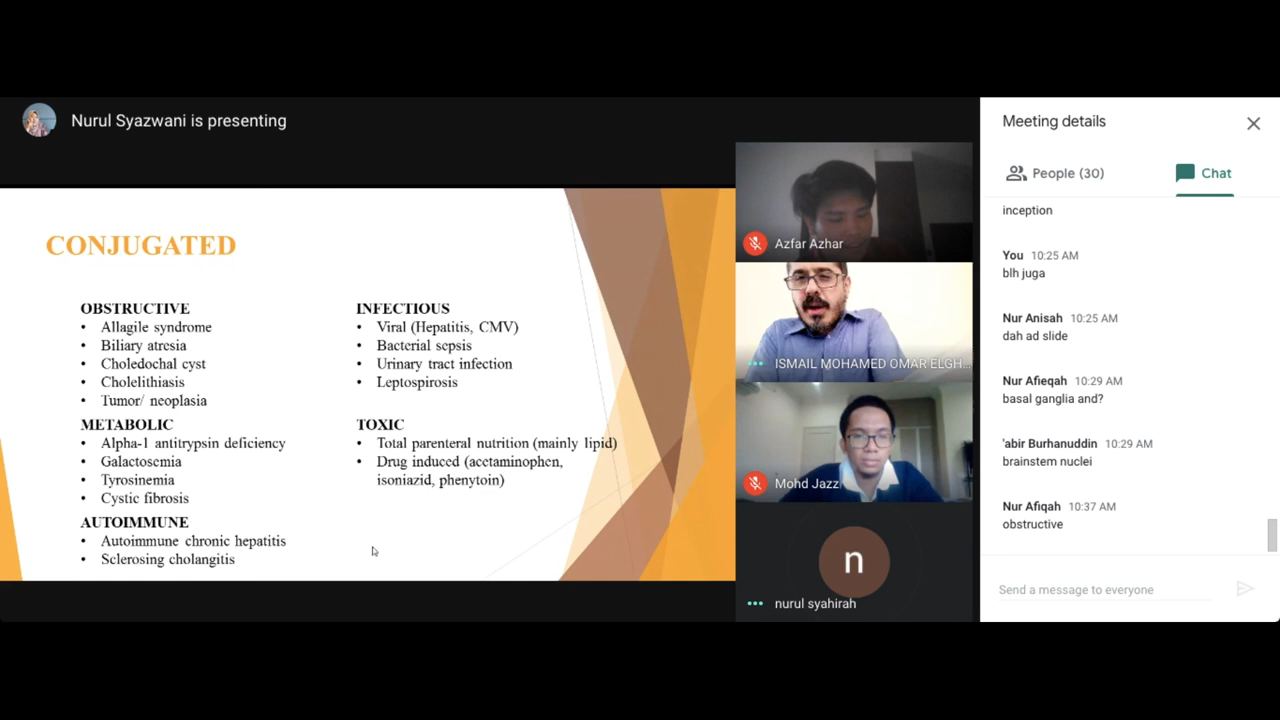 Nurul Syazwani is presenting
CONJUGATED
OBSTRUCTIVE
• Allagile syndrome
• Biliary atresia
• Choledochal cyst
• Cholelithiasis
• Tumor/ neoplasia
METABOLIC
• Alpha-1 antitrypsin deficiency
• Galactosemia
• Tyrosinemia
• Cystic fibrosis
AUTOIMMUNE
• Autoimmune chronic hepatitis
• Sclerosing cholangitis
INFECTIOUS
• Viral (Hepatitis, CMV)
• Bacterial sepsis
• Urinary tract infection
• Leptospirosis
TOXIC
• Total parenteral nutrition (mainly lipid)
• Drug induced (acetaminophen,
isoniazid, phenytoin)
Azfar Azhar
ISMAIL MOHAMED OMAR ELGH...
Mohd Jazzi
n
nurul syahirah
Meeting details
People (30)
Chat
inception
You 10:25 AM
blh juga
Nur Anisah 10:25 AM
dah ad slide
Nur Afieqah 10:29 AM
basal ganglia and?
'abir Burhanuddin 10:29 AM
brainstem nuclei
Nur Afiqah 10:37 AM
obstructive
Send a message to everyone